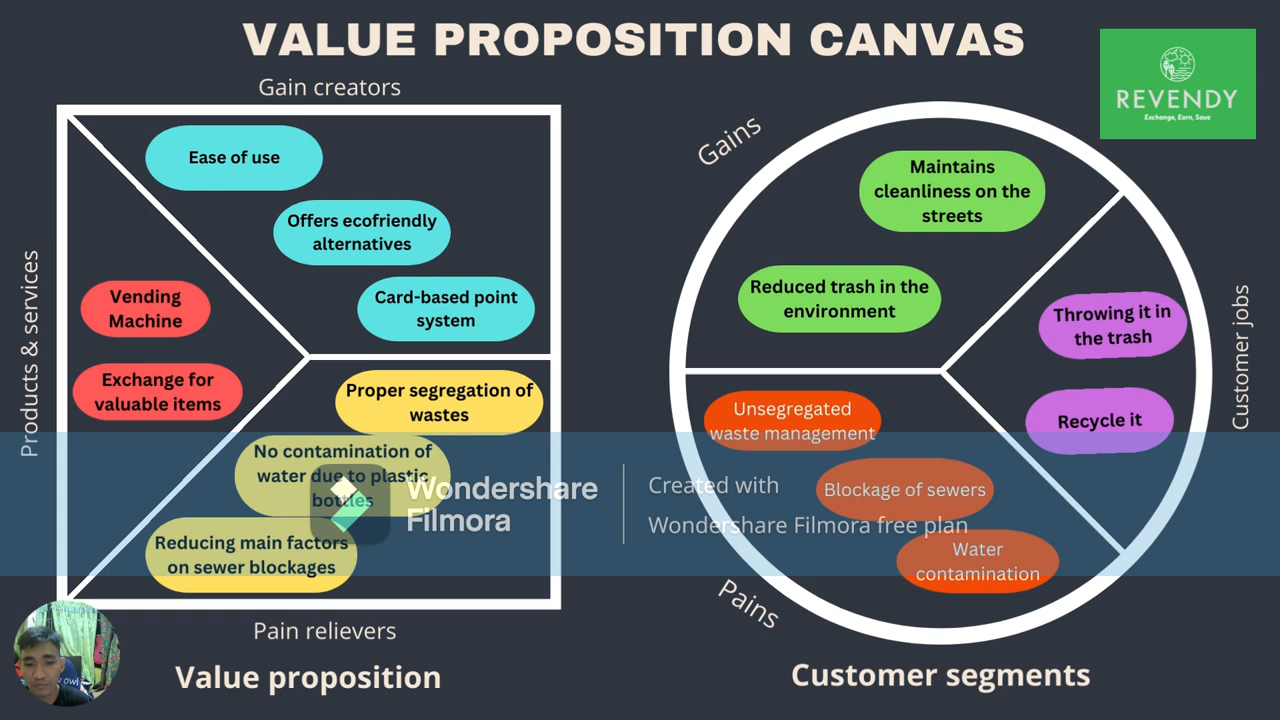 VALUE PROPOSITION CANVAS
REVENDY
Exchange, Earn, Save
Gain creators
Ease of use
Offers ecofriendly
alternatives
Card-based point
system
Products & services
Vending
Machine
Exchange for
valuable items
Proper segregation of
wastes
No contamination of
water due to plastic
bottles
Reducing main factors
on sewer blockages
Pain relievers
Value proposition
Gains
Maintains
cleanliness on the
streets
Reduced trash in the
environment
Throwing it in
the trash
Recycle it
Customer jobs
Unsegregated
waste management
Blockage of sewers
Water
contamination
Pains
Customer segments
Wondershare
Filmora
Created with
Wondershare Filmora free plan